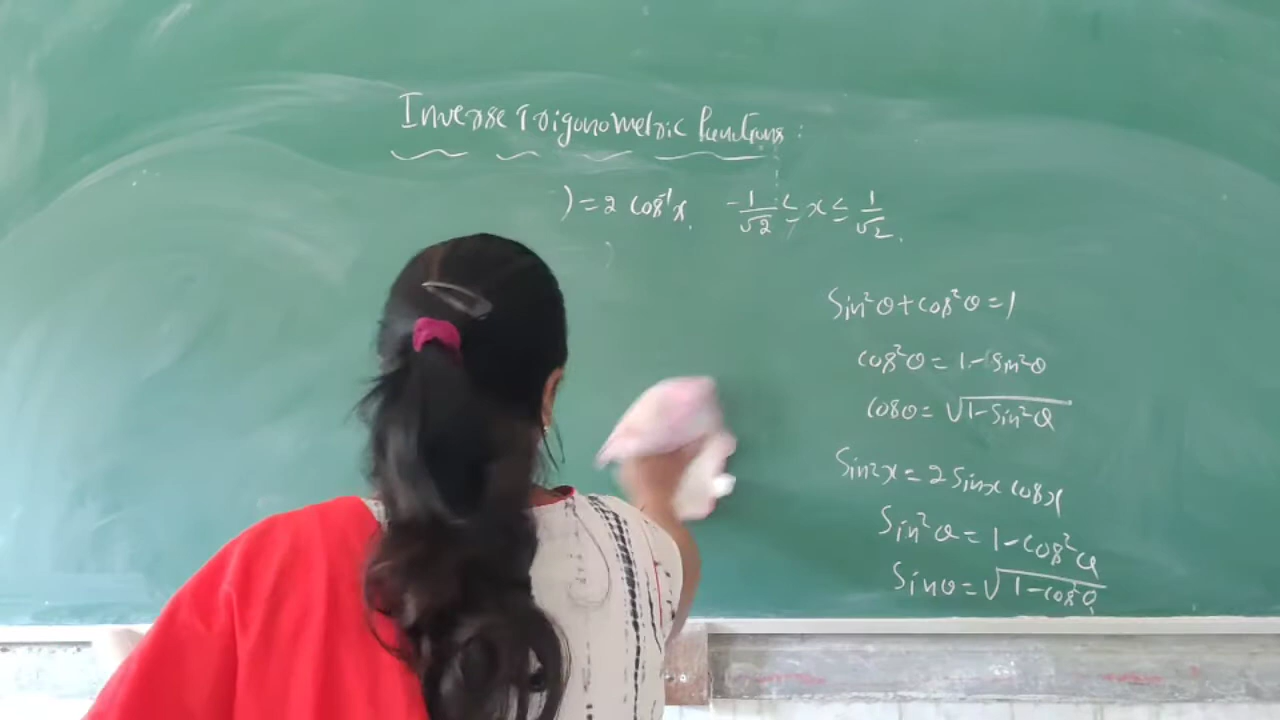 Inverse Trigonometric Functions :
) = 2 cos⁻¹x. -1/√2 ≤ x ≤ 1/√2.
Sin²θ + cos²θ = 1
cos²θ = 1 - Sin²θ
cosθ = √1-Sin²θ
Sin2x = 2 Sinx cosx
Sin²θ = 1 - cos²θ
Sinθ = √1-cos²θ